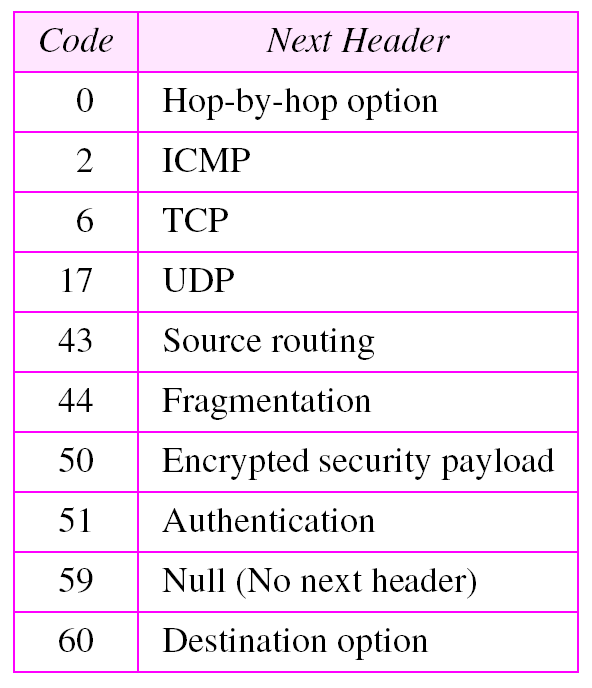 Code Next Header
0 Hop-by-hop option
2 ICMP
6 TCP
17 UDP
43 Source routing
44 Fragmentation
50 Encrypted security payload
51 Authentication
59 Null (No next header)
60 Destination option